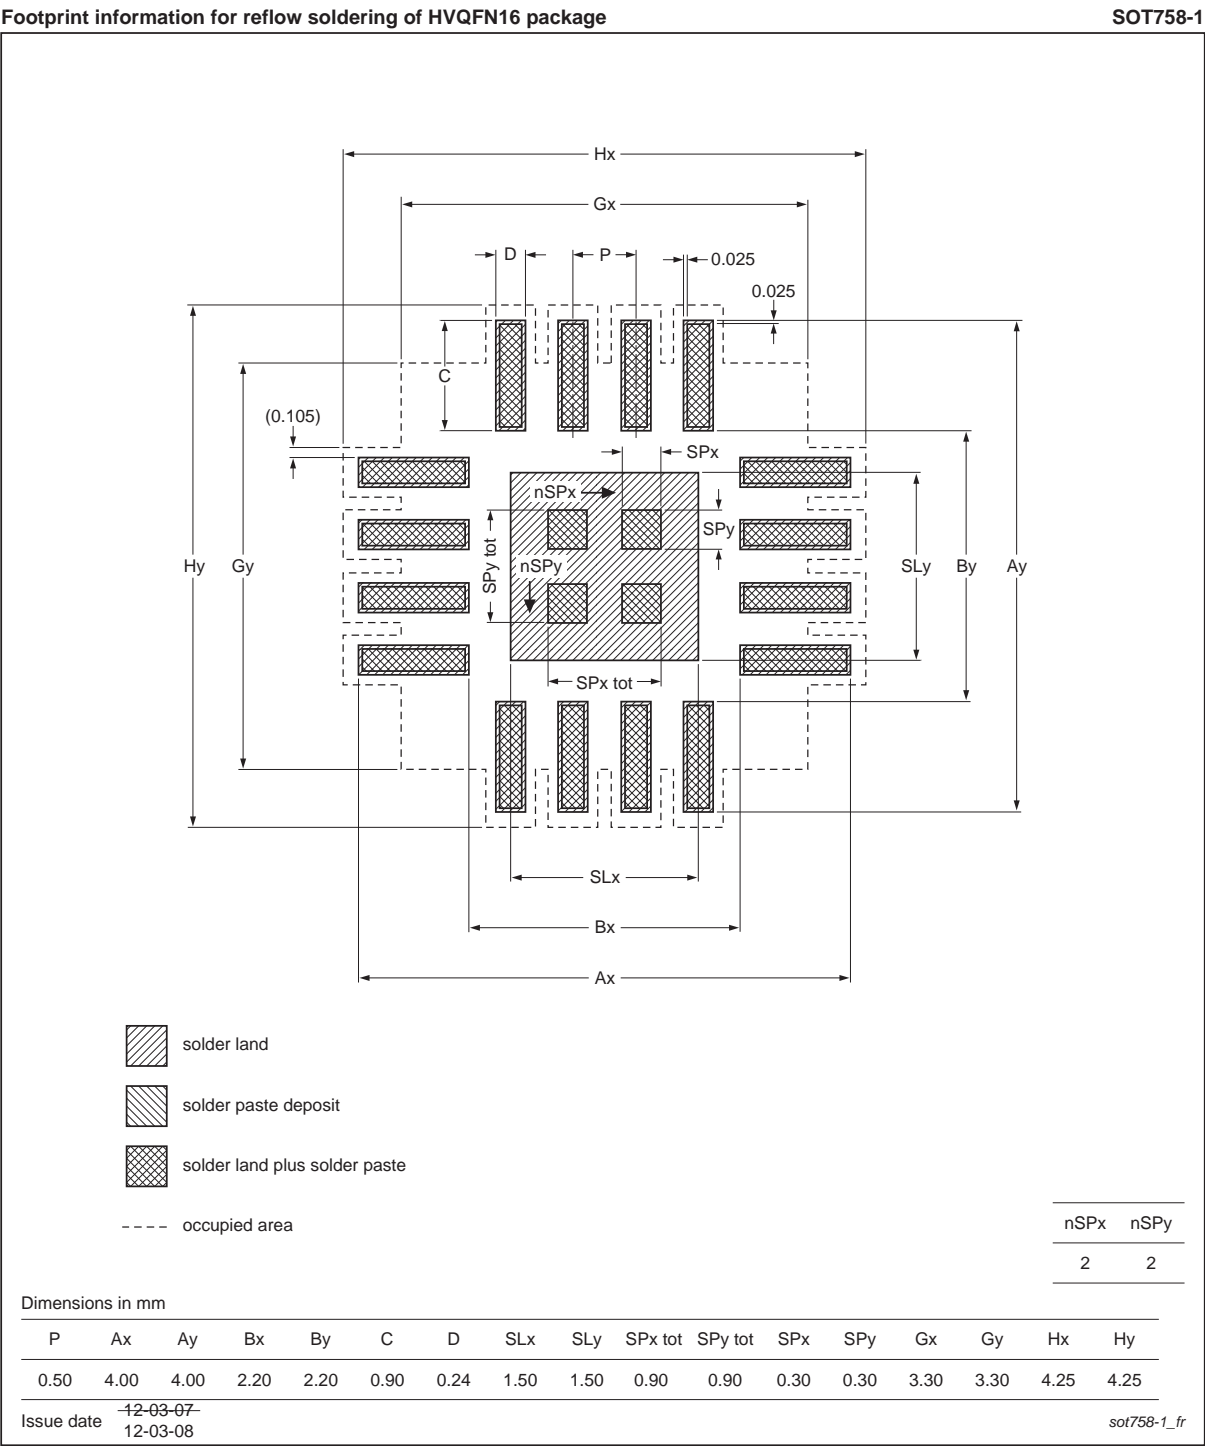 Footprint information for reflow soldering of HVQFN16 package SOT758-1
Hx
Gx
D P 0.025
0.025
C
(0.105)
SPx
nSPx
SPy
SPy tot
nSPy
Hy Gy SLy By Ay
SPx tot
SLx
Bx
Ax
solder land
solder paste deposit
solder land plus solder paste
occupied area
nSPx nSPy
2 2
Dimensions in mm
P Ax Ay Bx By C D SLx SLy SPx tot SPy tot SPx SPy Gx Gy Hx Hy
0.50 4.00 4.00 2.20 2.20 0.90 0.24 1.50 1.50 0.90 0.90 0.30 0.30 3.30 3.30 4.25 4.25
Issue date 12-03-07
12-03-08
sot758-1_fr